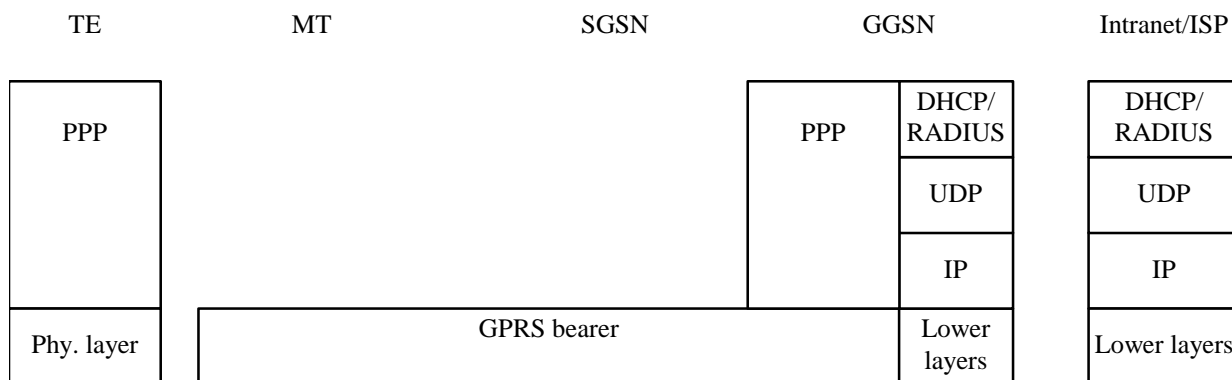 TE MT SGSN GGSN Intranet/ISP
PPP
PPP
DHCP/
RADIUS
DHCP/
RADIUS
UDP
UDP
IP
IP
Phy. layer
GPRS bearer
Lower
layers
Lower layers